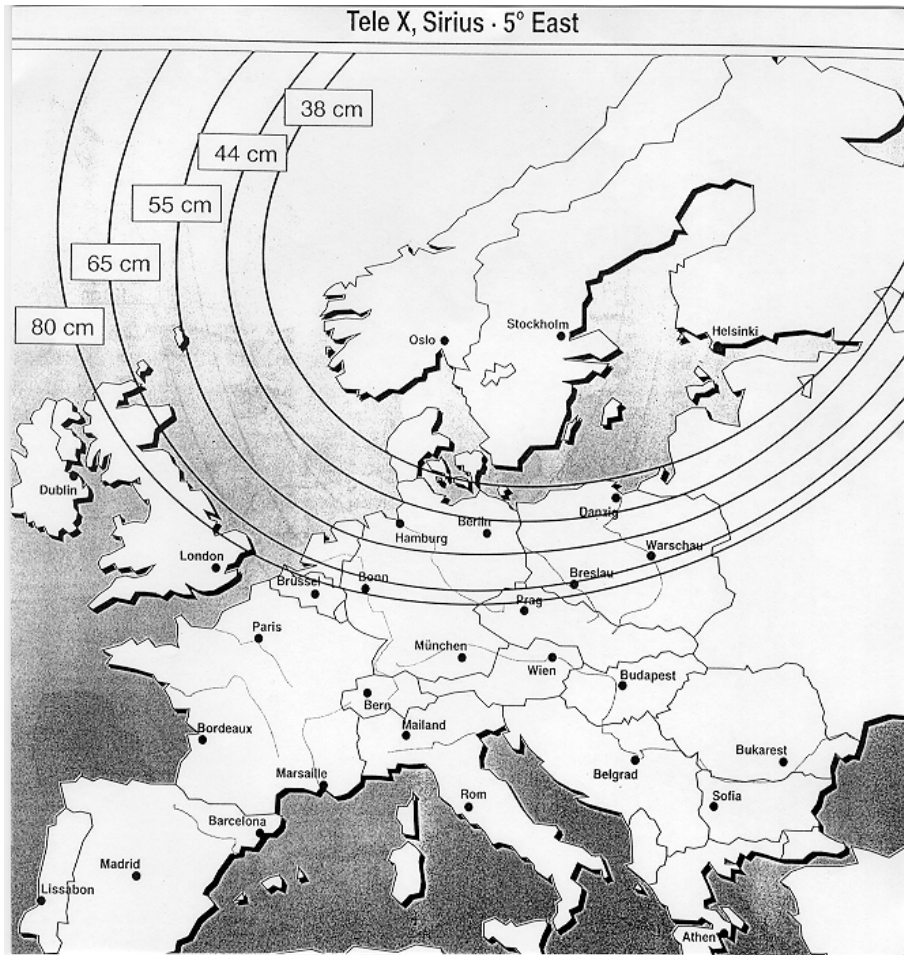 Tele X, Sirius · 5° East
38 cm
44 cm
55 cm
65 cm
80 cm
Oslo
Stockholm
Helsinki
Dublin
Danzig
Hamburg
Berlin
London
Warschau
Brüssel
Bonn
Breslau
Prag
Paris
München
Wien
Budapest
Bern
Bordeaux
Mailand
Bukarest
Belgrad
Marsaille
Rom
Sofia
Barcelona
Madrid
Lissabon
Athen